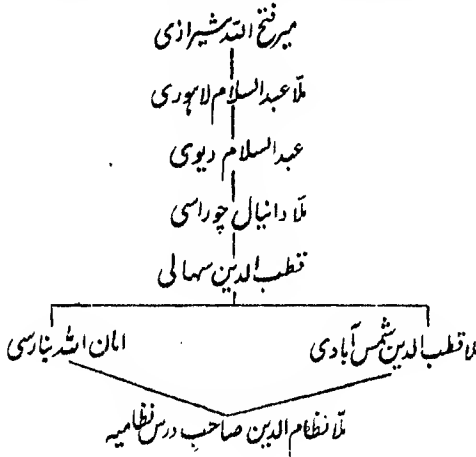 میر فتح اللہ شیرازی
ملا عبدالسلام لاہوری
عبدالسلام دیوی
ملا دانیال چوراسی
قطب الدین سہالی
ملا قطب الدین شمس آبادی امان اللہ بنارسی
ملا نظام الدین صاحب درس نظامیہ